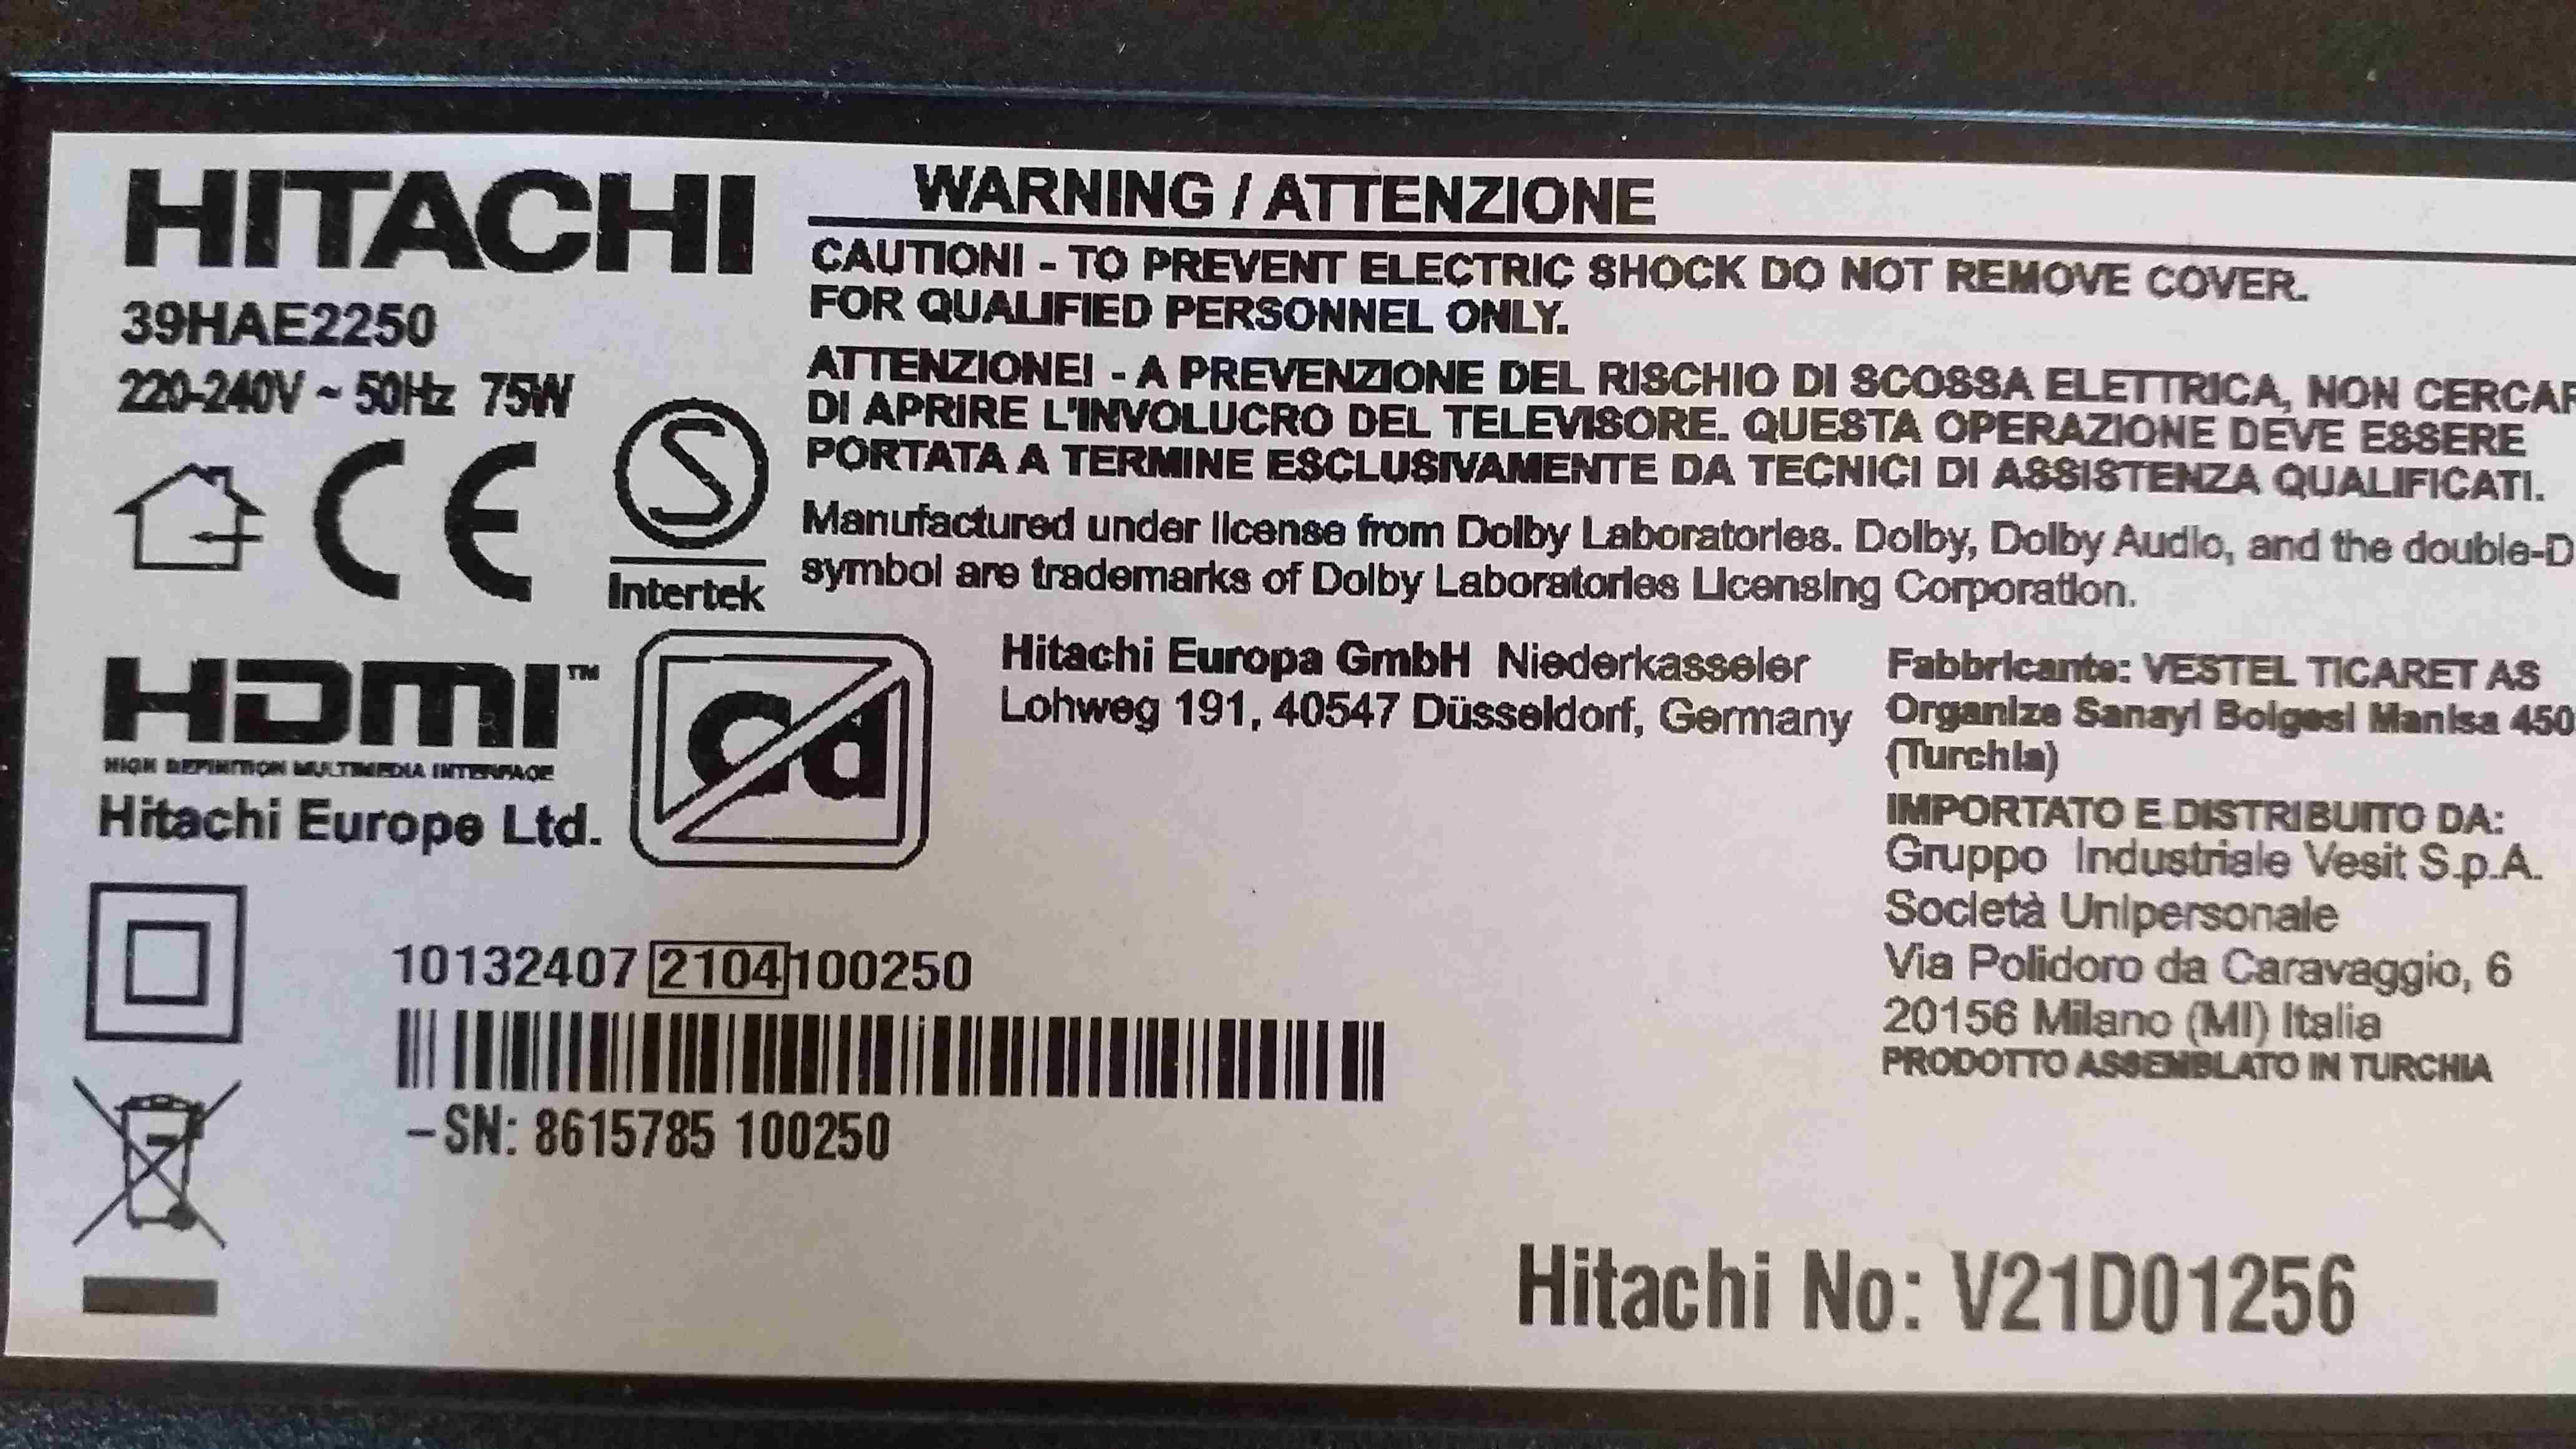 HITACHI
39HAE2250
220-240V ~ 50Hz 75W
Intertek
HDMI™
HIGH DEFINITION MULTIMEDIA INTERFACE
Hitachi Europe Ltd.
WARNING / ATTENZIONE
CAUTION! - TO PREVENT ELECTRIC SHOCK DO NOT REMOVE COVER.
FOR QUALIFIED PERSONNEL ONLY.
ATTENZIONE! - A PREVENZIONE DEL RISCHIO DI SCOSSA ELETTRICA, NON CERCAR
DI APRIRE L'INVOLUCRO DEL TELEVISORE. QUESTA OPERAZIONE DEVE ESSERE
PORTATA A TERMINE ESCLUSIVAMENTE DA TECNICI DI ASSISTENZA QUALIFICATI.
Manufactured under license from Dolby Laboratories. Dolby, Dolby Audio, and the double-D
symbol are trademarks of Dolby Laboratories Licensing Corporation.
Hitachi Europa GmbH Niederkasseler
Lohweg 191, 40547 Düsseldorf, Germany
Fabbricante: VESTEL TICARET AS
Organize Sanayi Bolgesi Manisa 450
(Turchia)
IMPORTATO E DISTRIBUITO DA:
Gruppo Industriale Vesit S.p.A.
Società Unipersonale
Via Polidoro da Caravaggio, 6
20156 Milano (MI) Italia
PRODOTTO ASSEMBLATO IN TURCHIA
10132407 2104 100250
-SN: 8615785 100250
Hitachi No: V21D01256